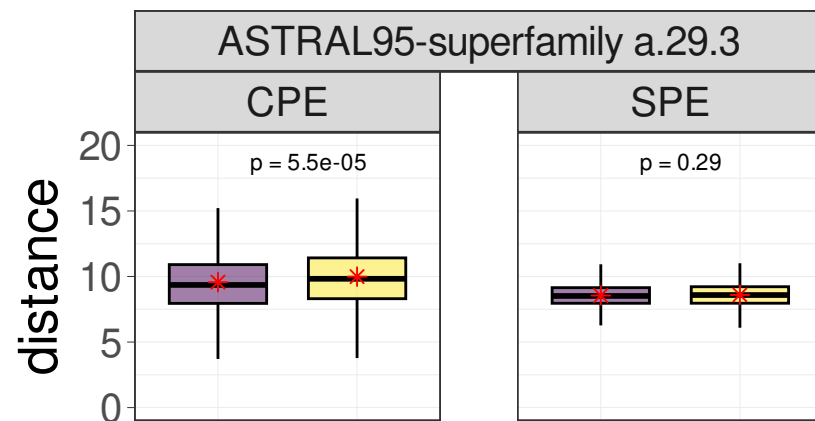 ASTRAL95-superfamily a.29.3
CPE
SPE
p = 5.5e-05
p = 0.29
distance
20
15
10
5
0